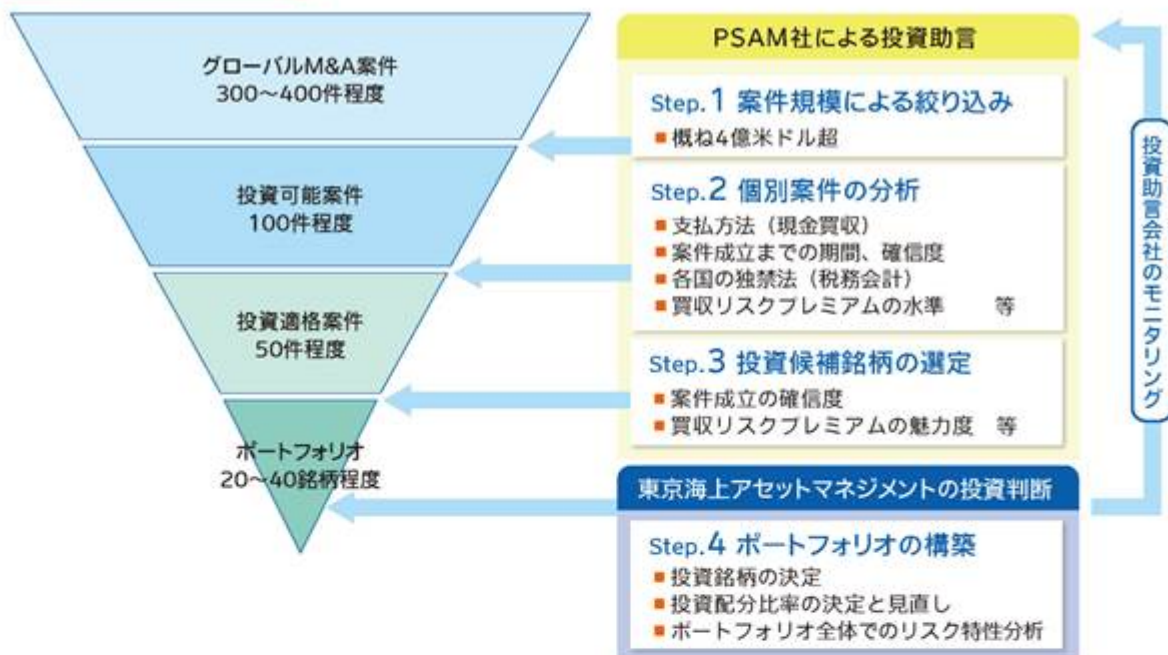 グローバルM&A案件
300～400件程度
投資可能案件
100件程度
投資適格案件
50件程度
ポートフォリオ
20～40銘柄程度
PSAM社による投資助言
Step.1 案件規模による絞り込み
■ 概ね4億米ドル超
Step.2 個別案件の分析
■ 支払方法（現金買収）
■ 案件成立までの期間、確信度
■ 各国の独禁法（税務会計）
■ 買収リスクプレミアムの水準　等
Step.3 投資候補銘柄の選定
■ 案件成立の確信度
■ 買収リスクプレミアムの魅力度　等
東京海上アセットマネジメントの投資判断
Step.4 ポートフォリオの構築
■ 投資銘柄の決定
■ 投資配分比率の決定と見直し
■ ポートフォリオ全体でのリスク特性分析
投資助言会社のモニタリング